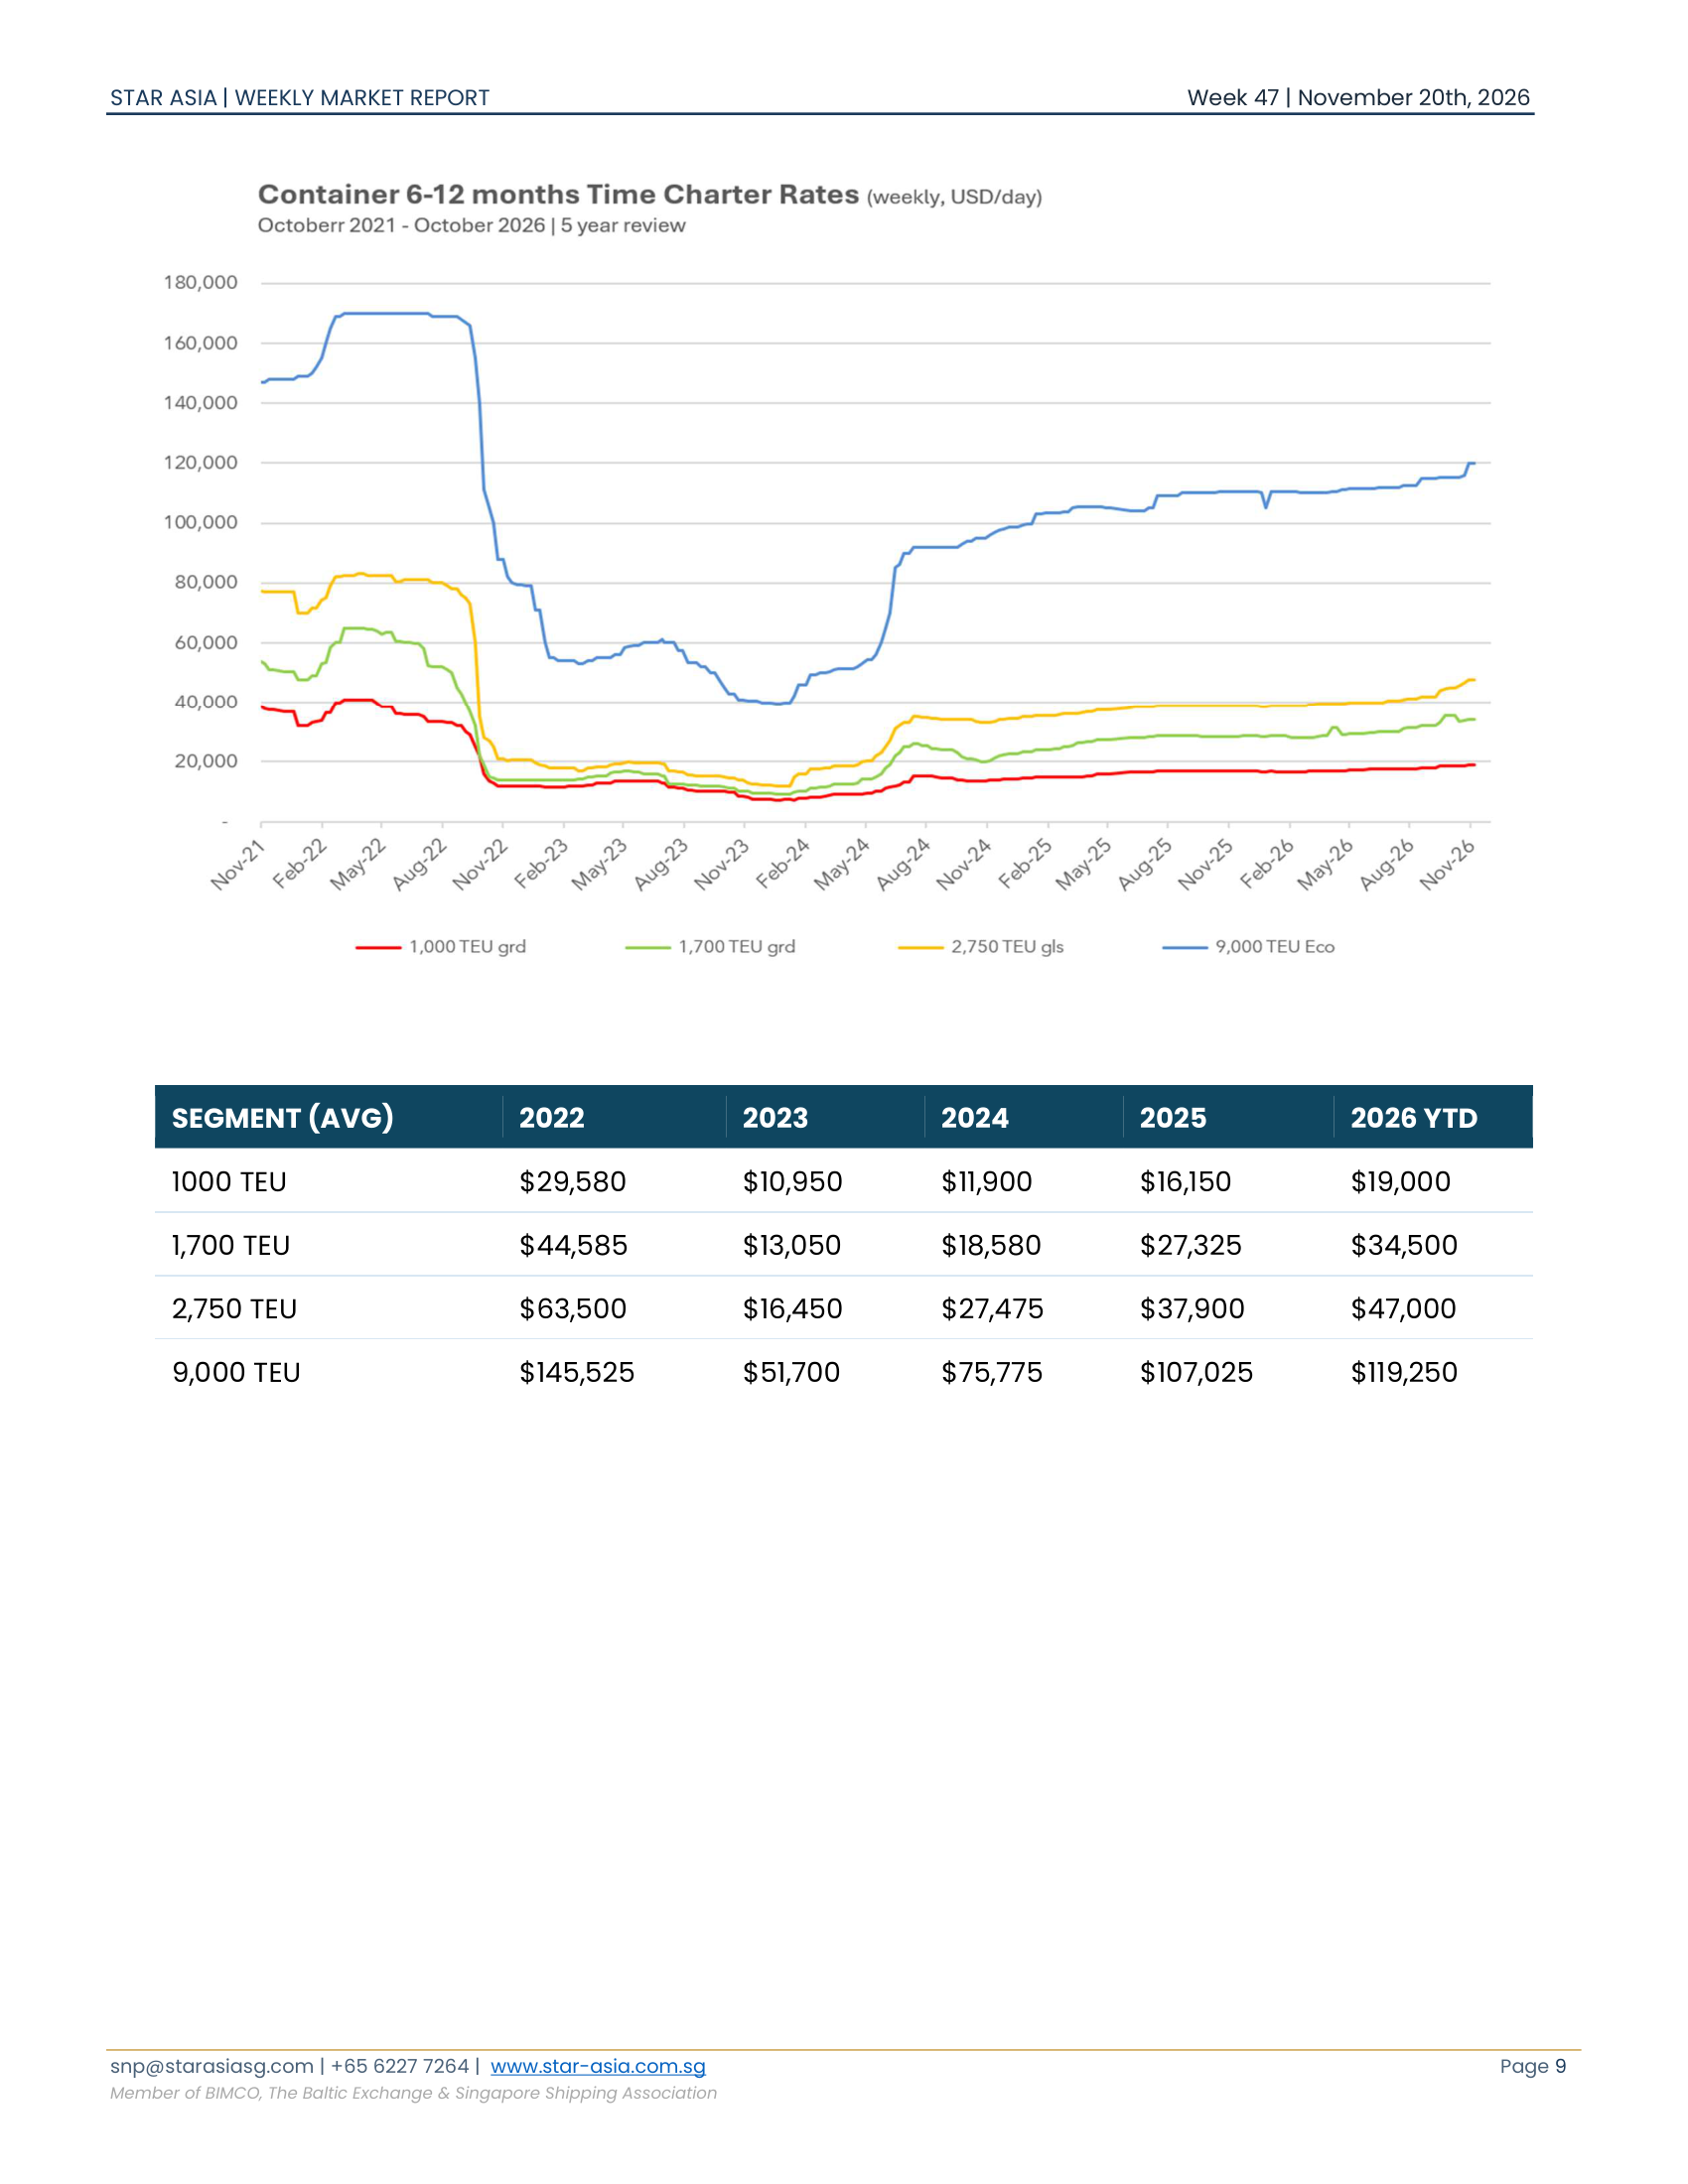 STAR ASIA | WEEKLY MARKET REPORT Week 47 | November 20th, 2026
Container 6-12 months Time Charter Rates (weekly, USD/day)
Octoberr 2021 - October 2026 | 5 year review
180,000
160,000
140,000
120,000
100,000
80,000
60,000
40,000
20,000
-
Nov-21 Feb-22 May-22 Aug-22 Nov-22 Feb-23 May-23 Aug-23 Nov-23 Feb-24 May-24 Aug-24 Nov-24 Feb-25 May-25 Aug-25 Nov-25 Feb-26 May-26 Aug-26 Nov-26
1,000 TEU grd 1,700 TEU grd 2,750 TEU gls 9,000 TEU Eco
SEGMENT (AVG) 2022 2023 2024 2025 2026 YTD
1000 TEU $29,580 $10,950 $11,900 $16,150 $19,000
1,700 TEU $44,585 $13,050 $18,580 $27,325 $34,500
2,750 TEU $63,500 $16,450 $27,475 $37,900 $47,000
9,000 TEU $145,525 $51,700 $75,775 $107,025 $119,250
snp@starasiasg.com | +65 6227 7264 | www.star-asia.com.sg Page 9
Member of BIMCO, The Baltic Exchange & Singapore Shipping Association